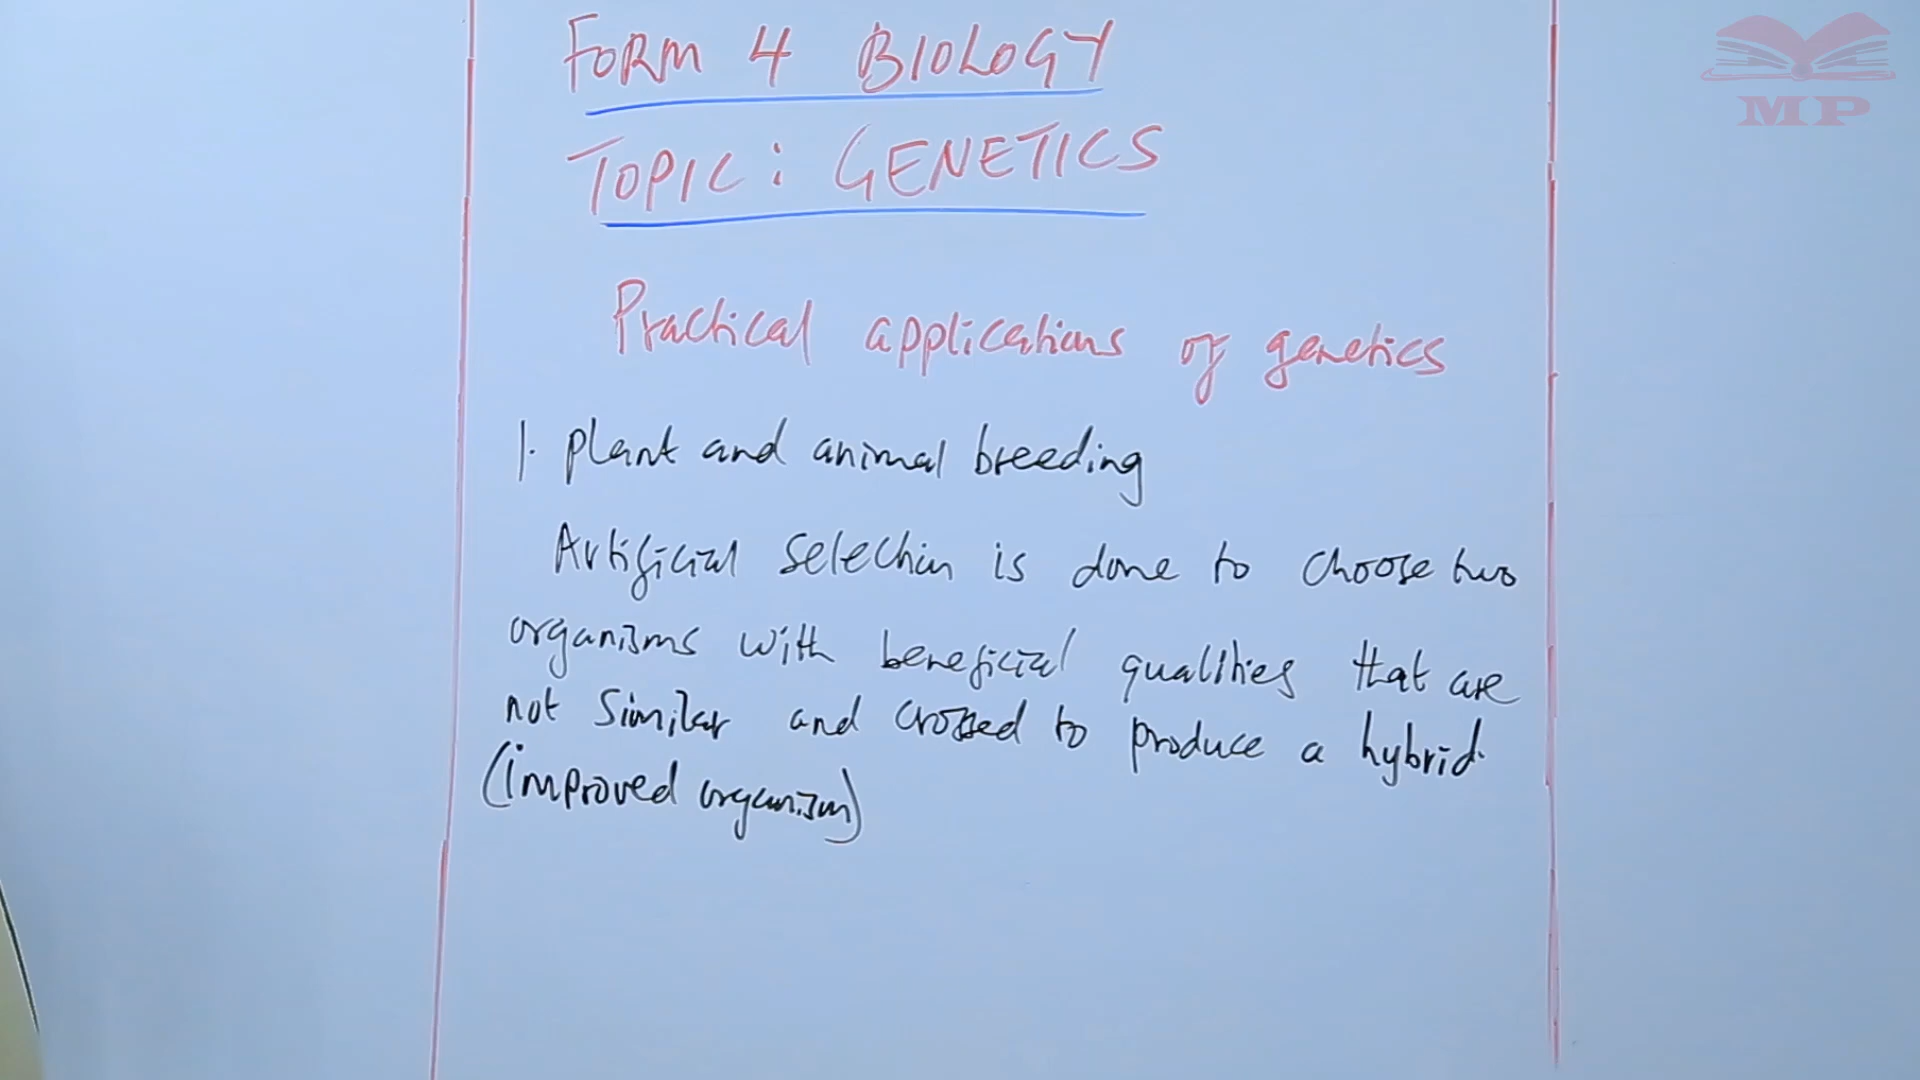 FORM 4 BIOLOGY
TOPIC: GENETICS
Practical applications of genetics
1. Plant and animal breeding
Artificial selection is done to choose two
organisms with beneficial qualities that are
not similar and crossed to produce a hybrid.
(improved organism)
MP